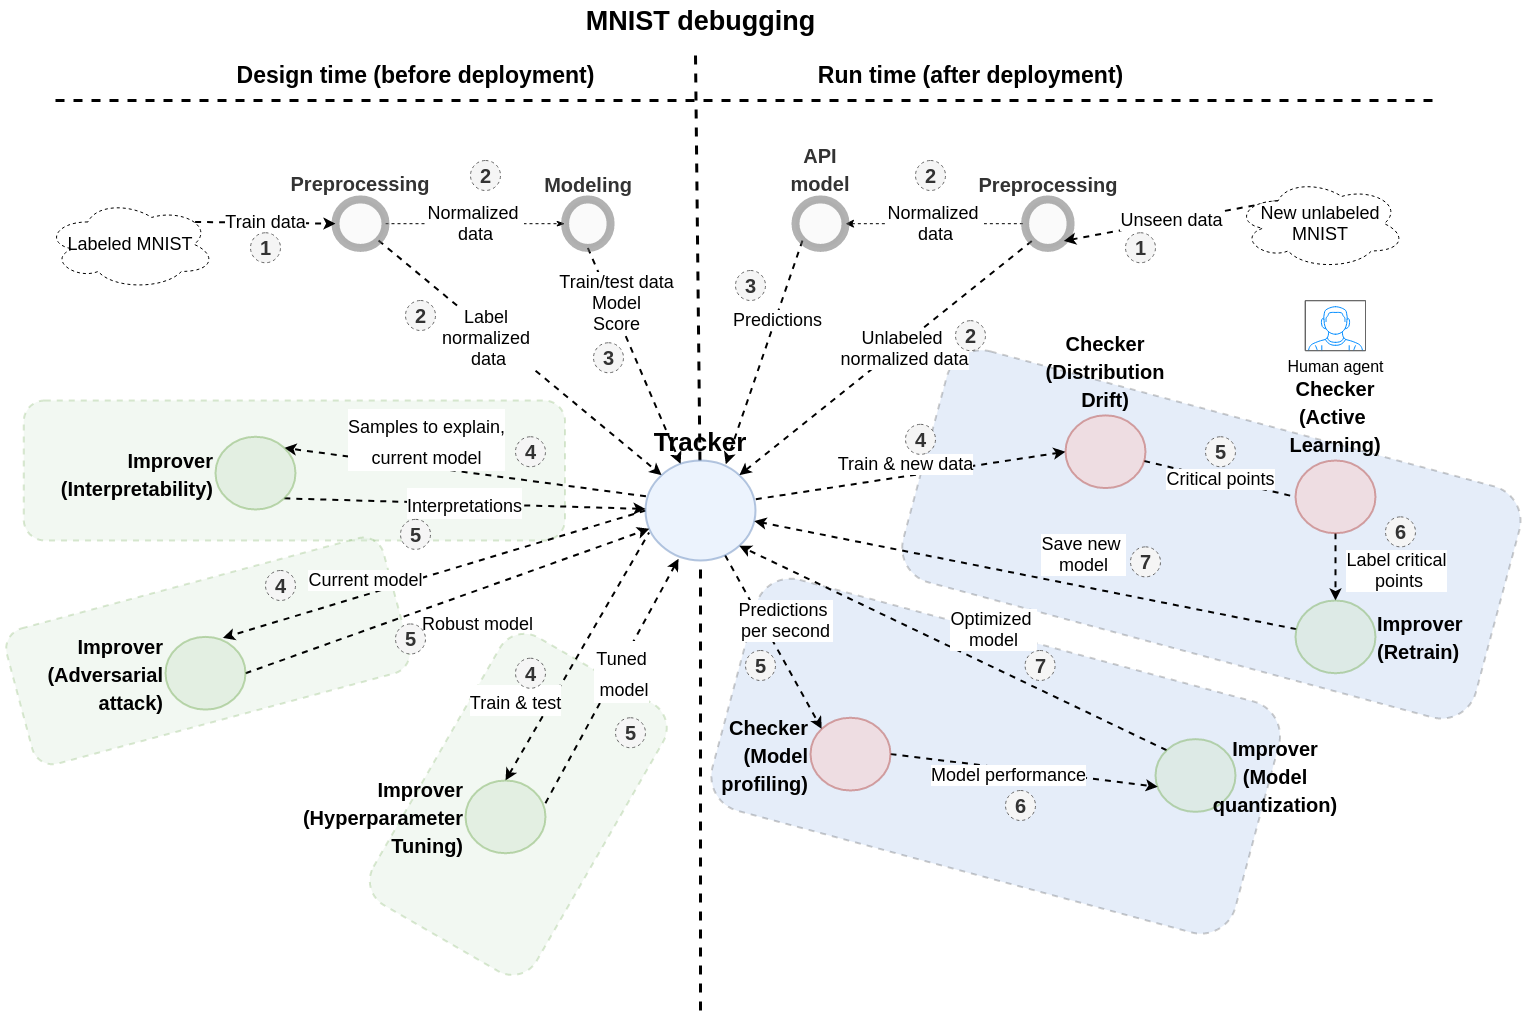 MNIST debugging
Design time (before deployment)
Run time (after deployment)
Labeled MNIST
Train data
1
Preprocessing
2
Normalized
data
Modeling
API
model
2
Normalized
data
Preprocessing
Unseen data
1
New unlabeled
MNIST
2
Label
normalized
data
Train/test data
Model
Score
3
3
Predictions
Unlabeled
normalized data
2
Tracker
Human agent
Checker
(Distribution
Drift)
Checker
(Active
Learning)
4
Train & new data
5
Critical points
6
Label critical
points
Save new
model
7
Improver
(Retrain)
Samples to explain,
current model
4
Improver
(Interpretability)
Interpretations
5
4
Current model
Improver
(Adversarial
attack)
5
Robust model
4
Train & test
Tuned
model
5
Improver
(Hyperparameter
Tuning)
Predictions
per second
5
Optimized
model
7
Checker
(Model
profiling)
Model performance
6
Improver
(Model
quantization)